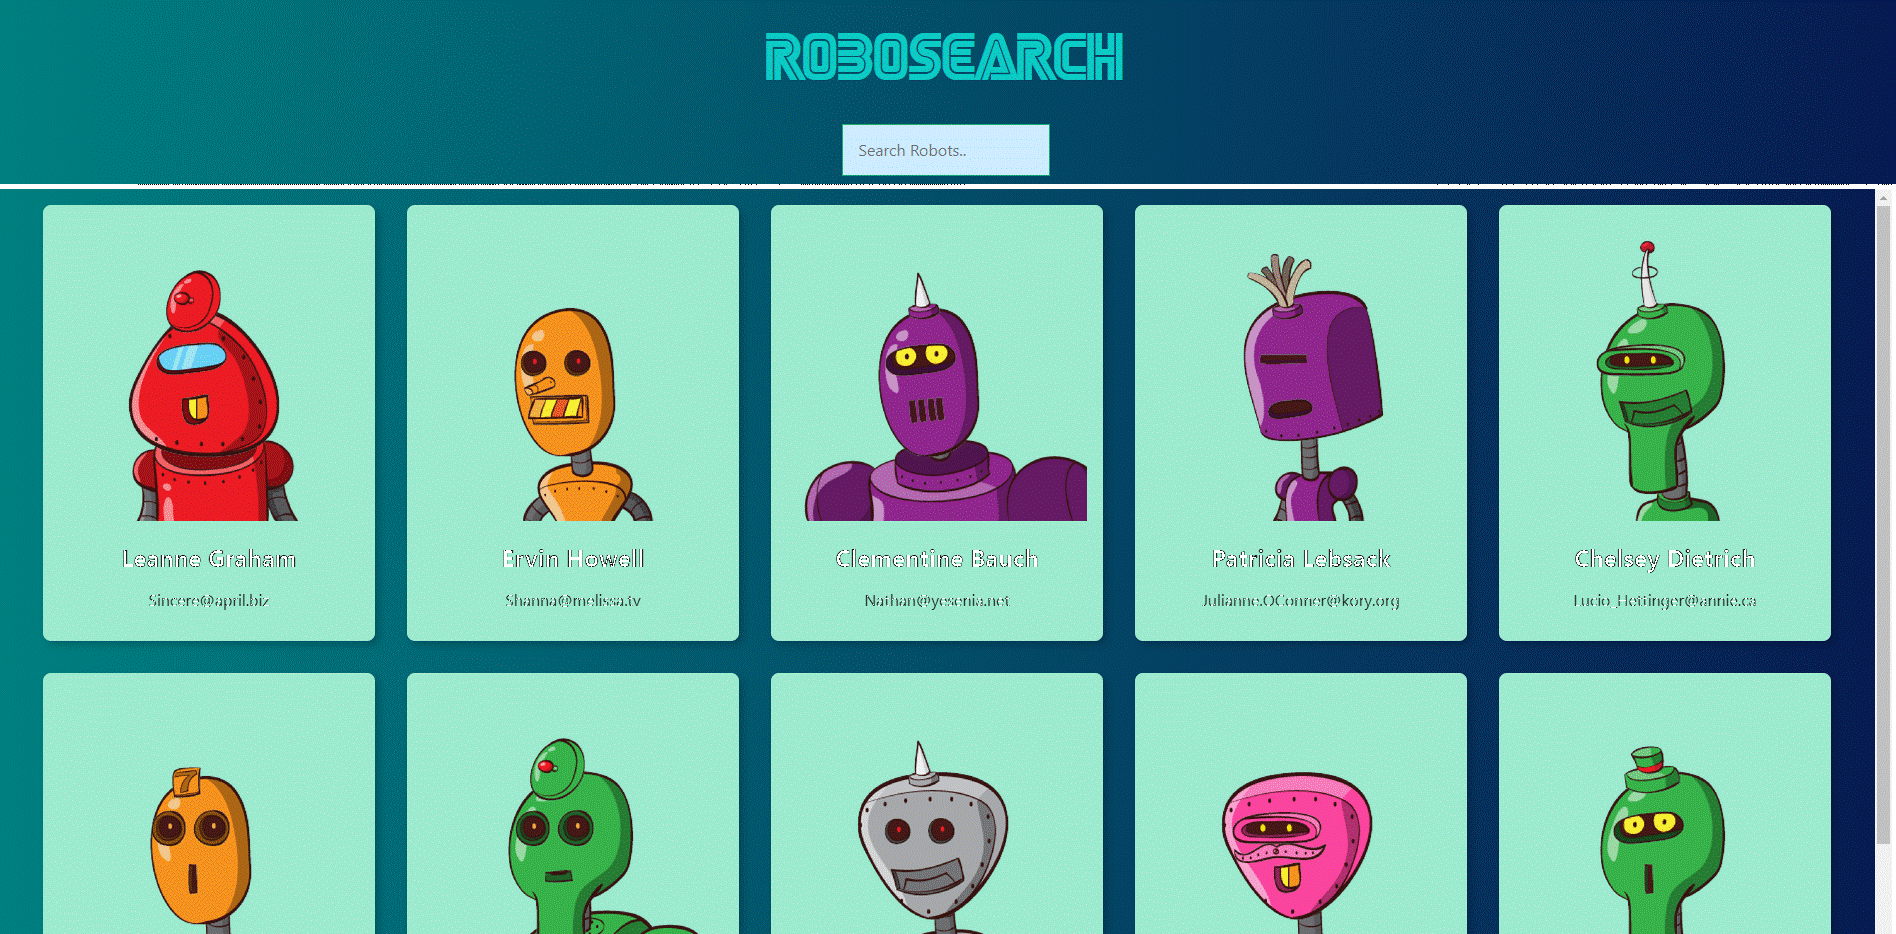 ROBOSEARCH
Search Robots..
Leanne Graham
Sincere@april.biz
Ervin Howell
Shanna@melissa.tv
Clementine Bauch
Nathan@yesenia.net
Patricia Lebsack
Julianne.OConner@kory.org
Chelsey Dietrich
Lucio_Hettinger@annie.ca
7